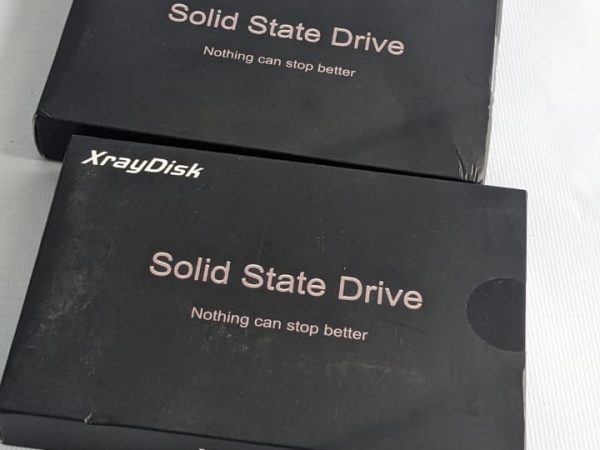 Solid State Drive
Nothing can stop better
XrayDisk
Solid State Drive
Nothing can stop better